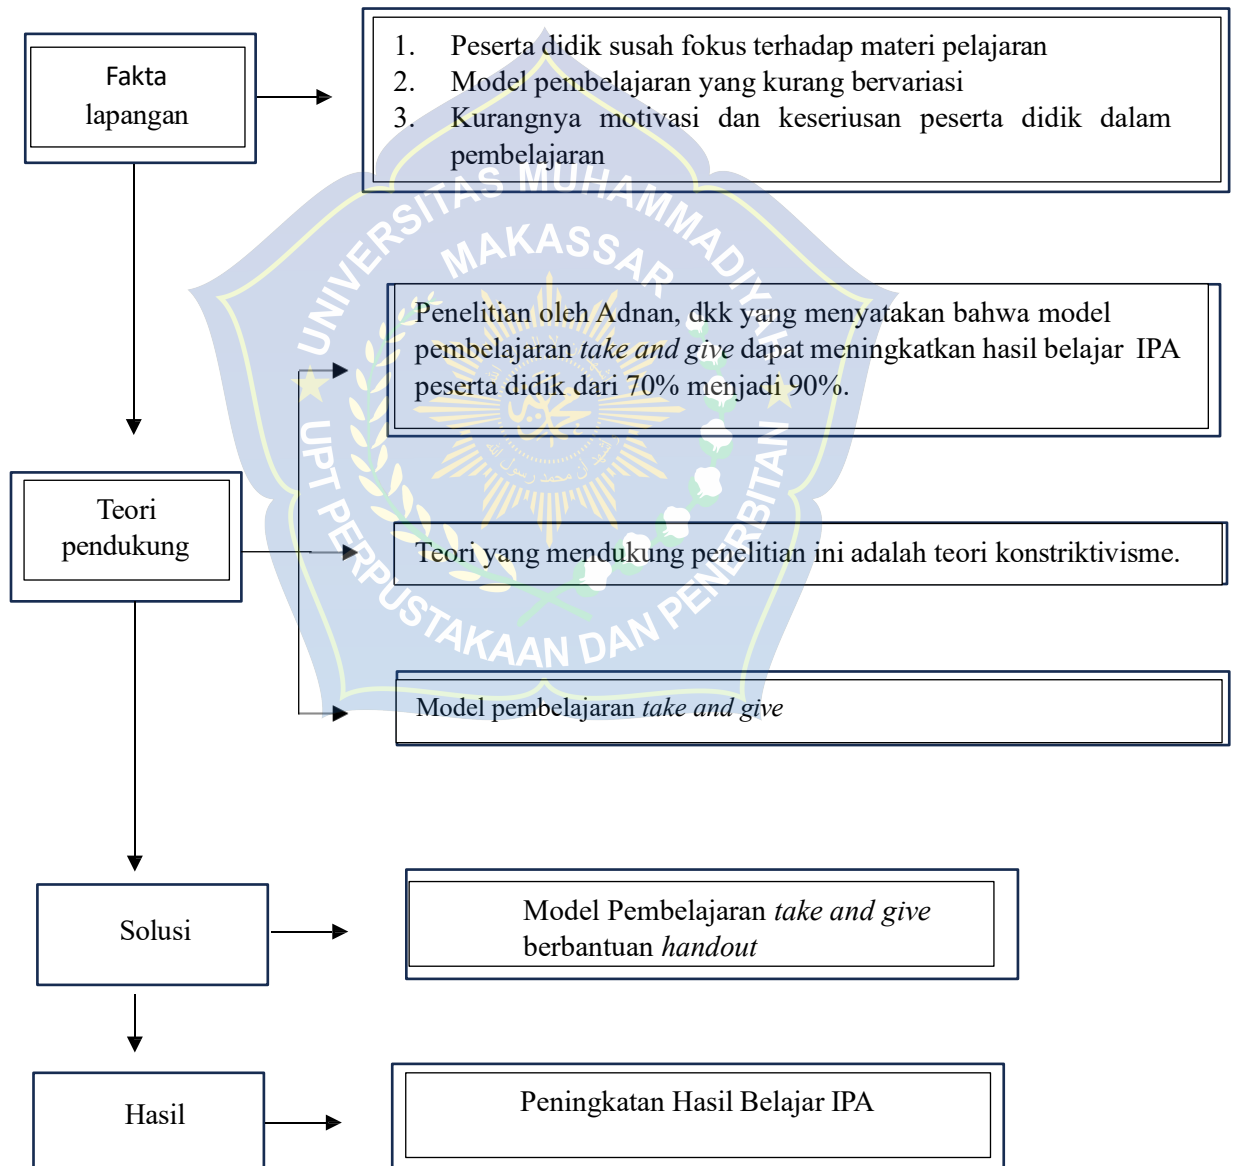 Fakta
lapangan
1. Peserta didik susah fokus terhadap materi pelajaran
2. Model pembelajaran yang kurang bervariasi
3. Kurangnya motivasi dan keseriusan peserta didik dalam
pembelajaran
UNIVERSITAS MUHAMMADIYAH
MAKASSAR
UPT PERPUSTAKAAN DAN PENERBITAN
Penelitian oleh Adnan, dkk yang menyatakan bahwa model
pembelajaran take and give dapat meningkatkan hasil belajar IPA
peserta didik dari 70% menjadi 90%.
Teori
pendukung
Teori yang mendukung penelitian ini adalah teori konstriktivisme.
Model pembelajaran take and give
Solusi
Model Pembelajaran take and give
berbantuan handout
Hasil
Peningkatan Hasil Belajar IPA